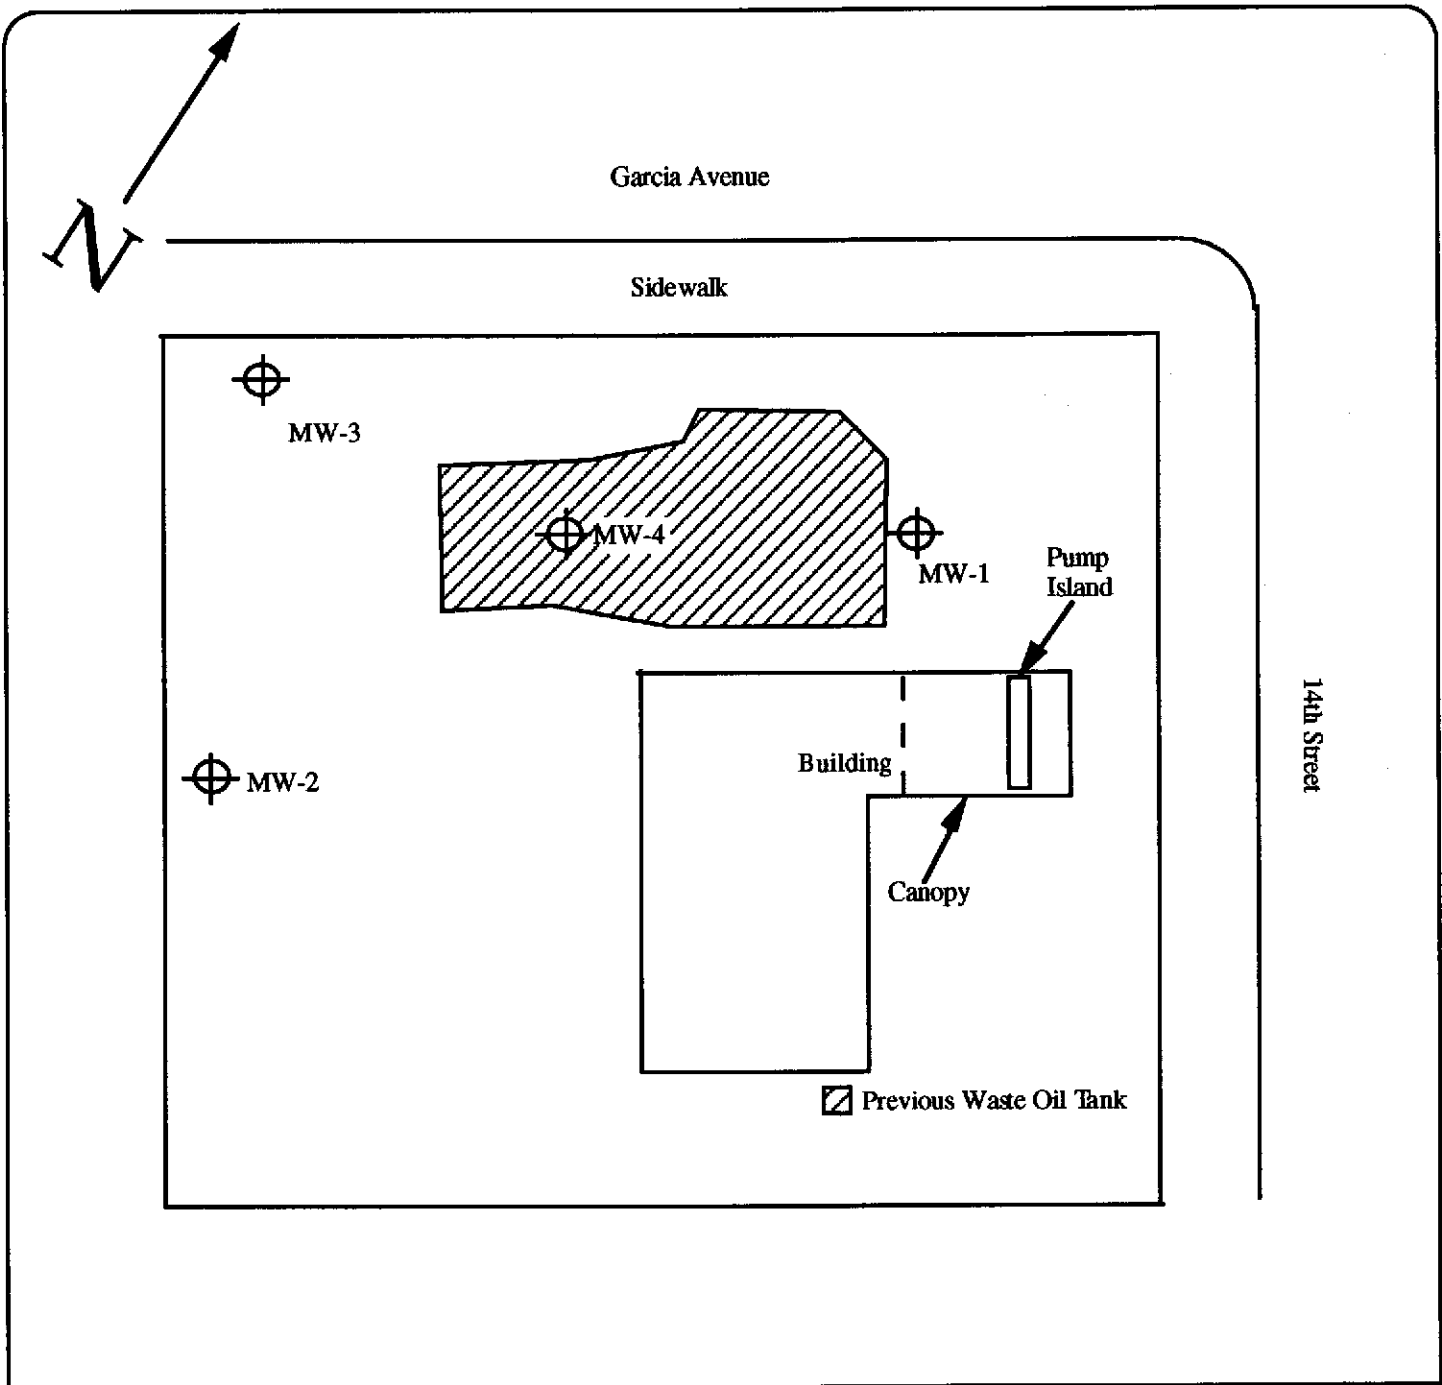 N
Garcia Avenue
Sidewalk
MW-3
MW-4
MW-1
Pump
Island
14th Street
Building
MW-2
Canopy
Previous Waste Oil Tank